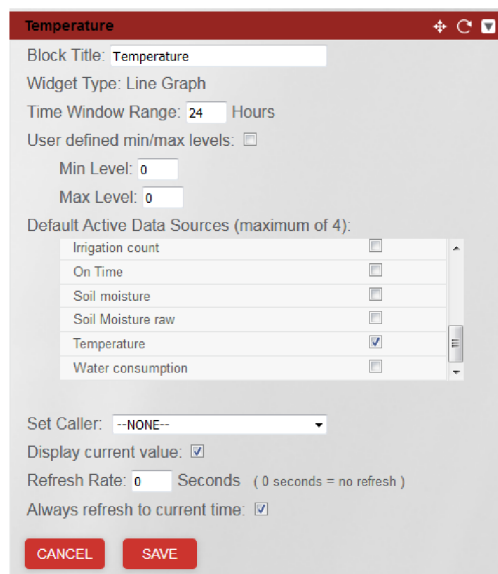 Temperature
Block Title: Temperature
Widget Type: Line Graph
Time Window Range: 24 Hours
User defined min/max levels:
Min Level: 0
Max Level: 0
Default Active Data Sources (maximum of 4):
Irrigation count
On Time
Soil moisture
Soil Moisture raw
Temperature
Water consumption
Set Caller: --NONE--
Display current value:
Refresh Rate: 0 Seconds ( 0 seconds = no refresh )
Always refresh to current time:
CANCEL SAVE